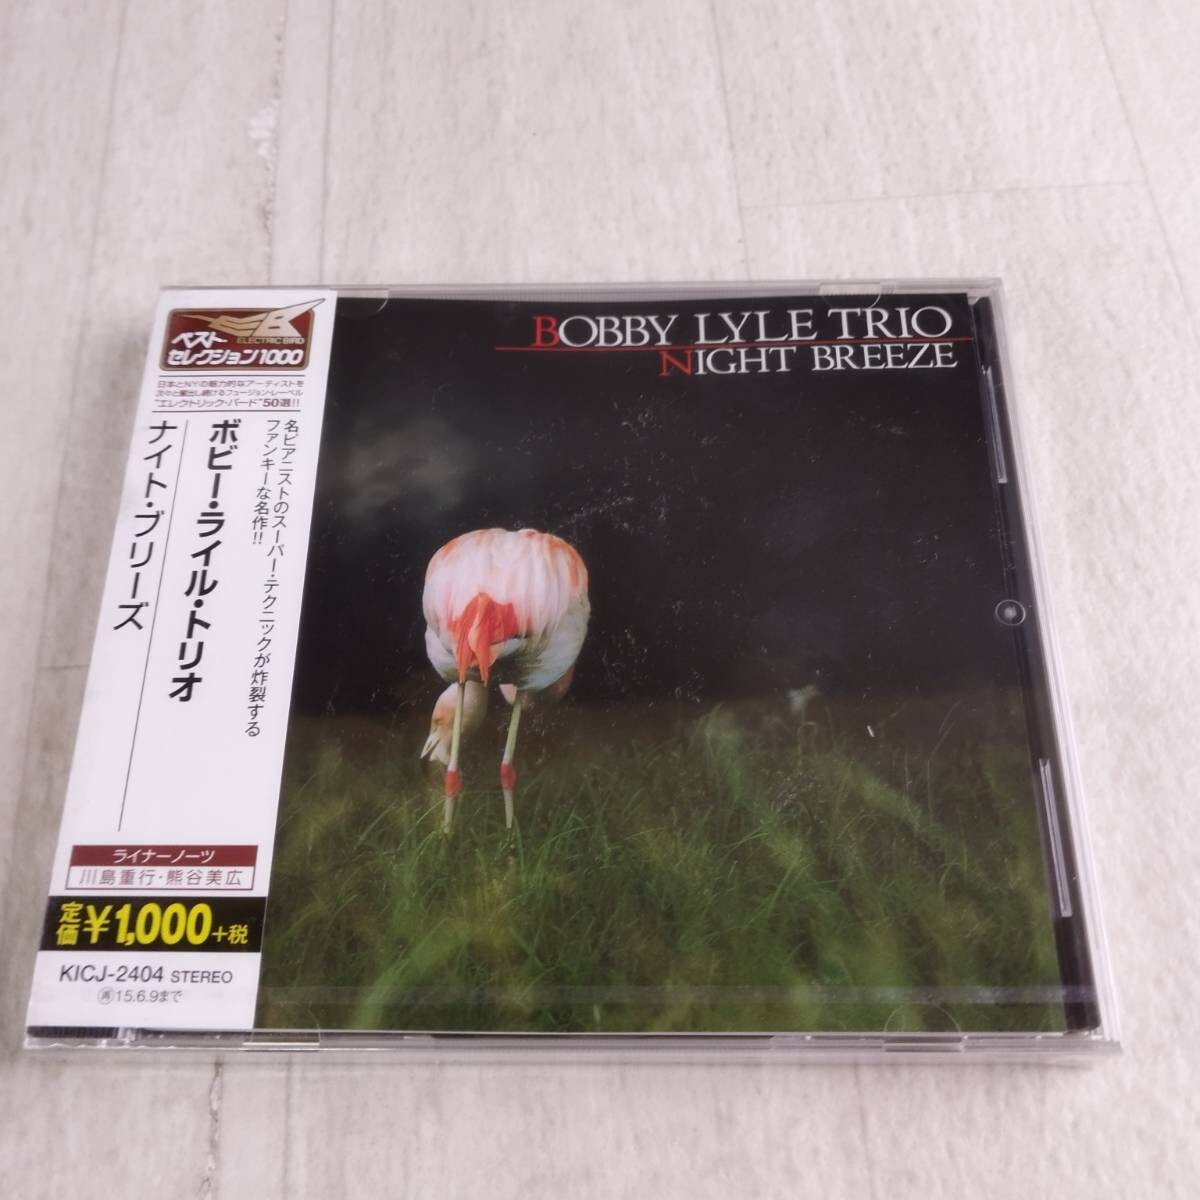 ELECTRIC BIRD
ベスト
セレクション1000
日本とNYの魅力的なアーティストを
次々と輩出し続けるフュージョン・レーベル
"エレクトリック・バード"50選!!
名ピアニストのスーパー・テクニックが炸裂する
ファンキーな名作!!
ボビー・ライル・トリオ
ナイト・ブリーズ
ライナーノーツ
川島重行・熊谷美広
定価¥1,000+税
KICJ-2404 STEREO
再15.6.9まで
BOBBY LYLE TRIO
NIGHT BREEZE